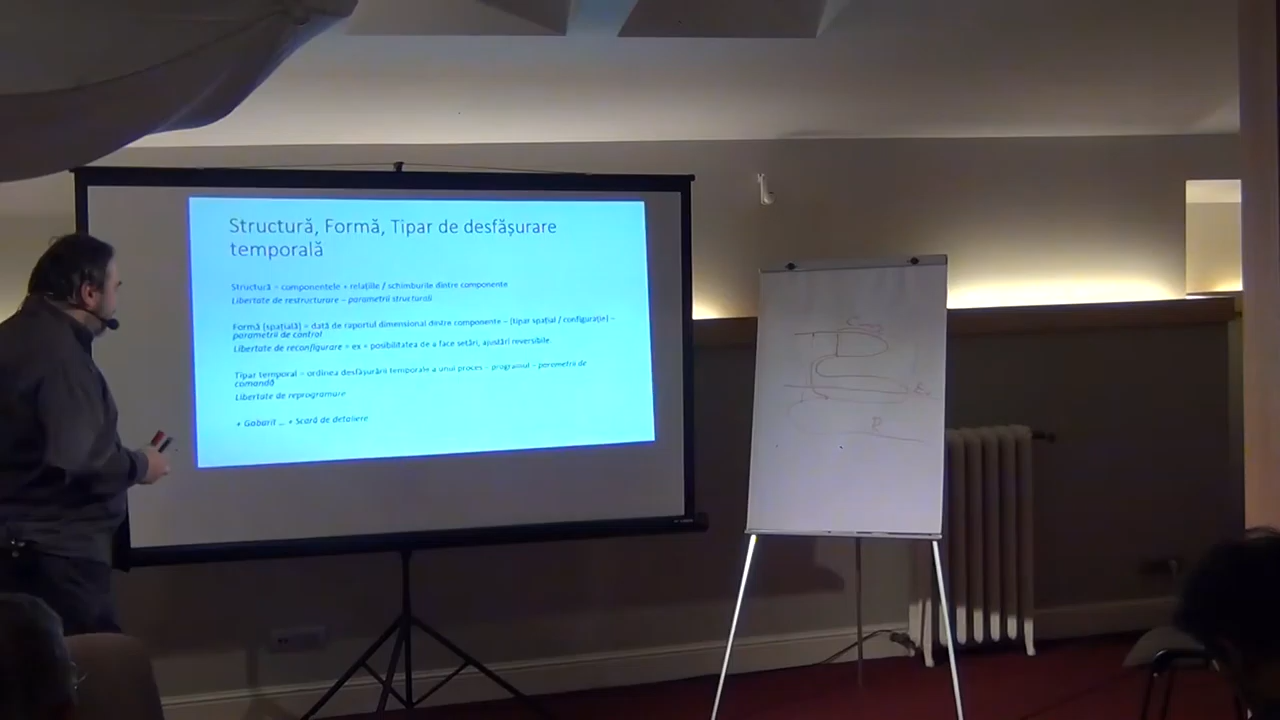 Structură, Formă, Tipar de desfășurare
temporală
Structură = componentele + relațiile / schimburile dintre componente
Libertate de restructurare – parametrii structurali
Formă (spațială) = dată de raportul dimensional dintre componente – (tipar spațial / configurație) –
parametrii de control
Libertate de reconfigurare = ex = posibilitatea de a face setări, ajustări reversibile
Tipar temporal = ordinea desfășurării temporale a unui proces – programul – parametrii de
comandă
Libertate de reprogramare
+ Gabarit ... + Scară de detaliere